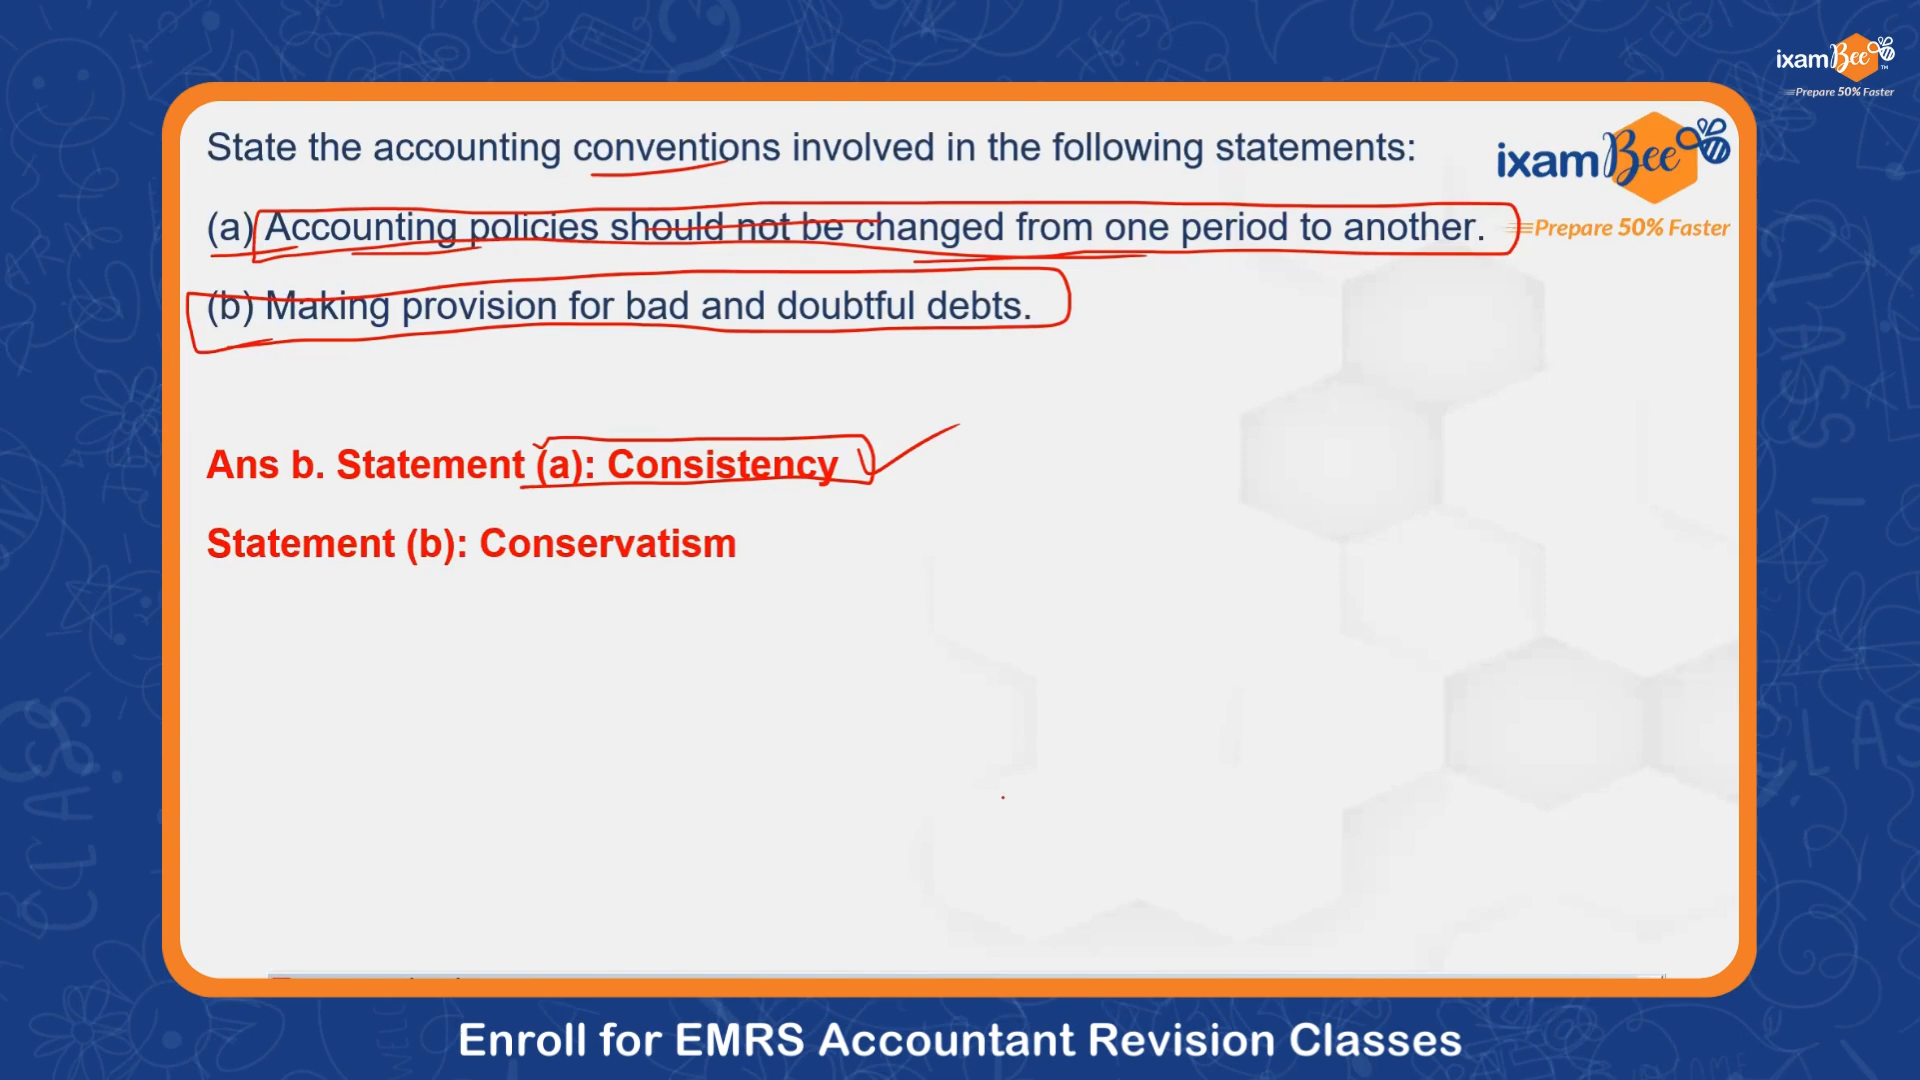 ixamBee
TM
Prepare 50% Faster
State the accounting conventions involved in the following statements:
ixamBee
Prepare 50% Faster
(a) Accounting policies should not be changed from one period to another.
(b) Making provision for bad and doubtful debts.
Ans b. Statement (a): Consistency
Statement (b): Conservatism
Enroll for EMRS Accountant Revision Classes